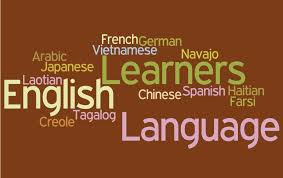 French German
Arabic Vietnamese Navajo
Japanese Learners
Laotian
English Chinese Spanish Haitian
Farsi
Creole Tagalog
Language